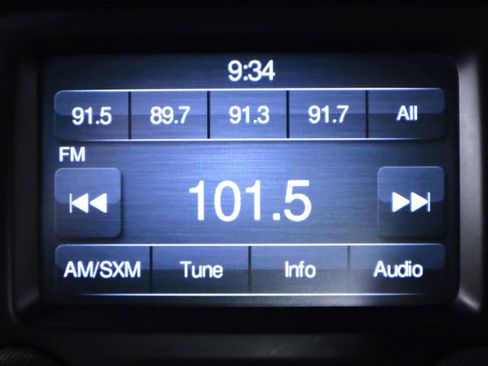 9:34
91.5 89.7 91.3 91.7 All
FM
101.5
AM/SXM Tune Info Audio